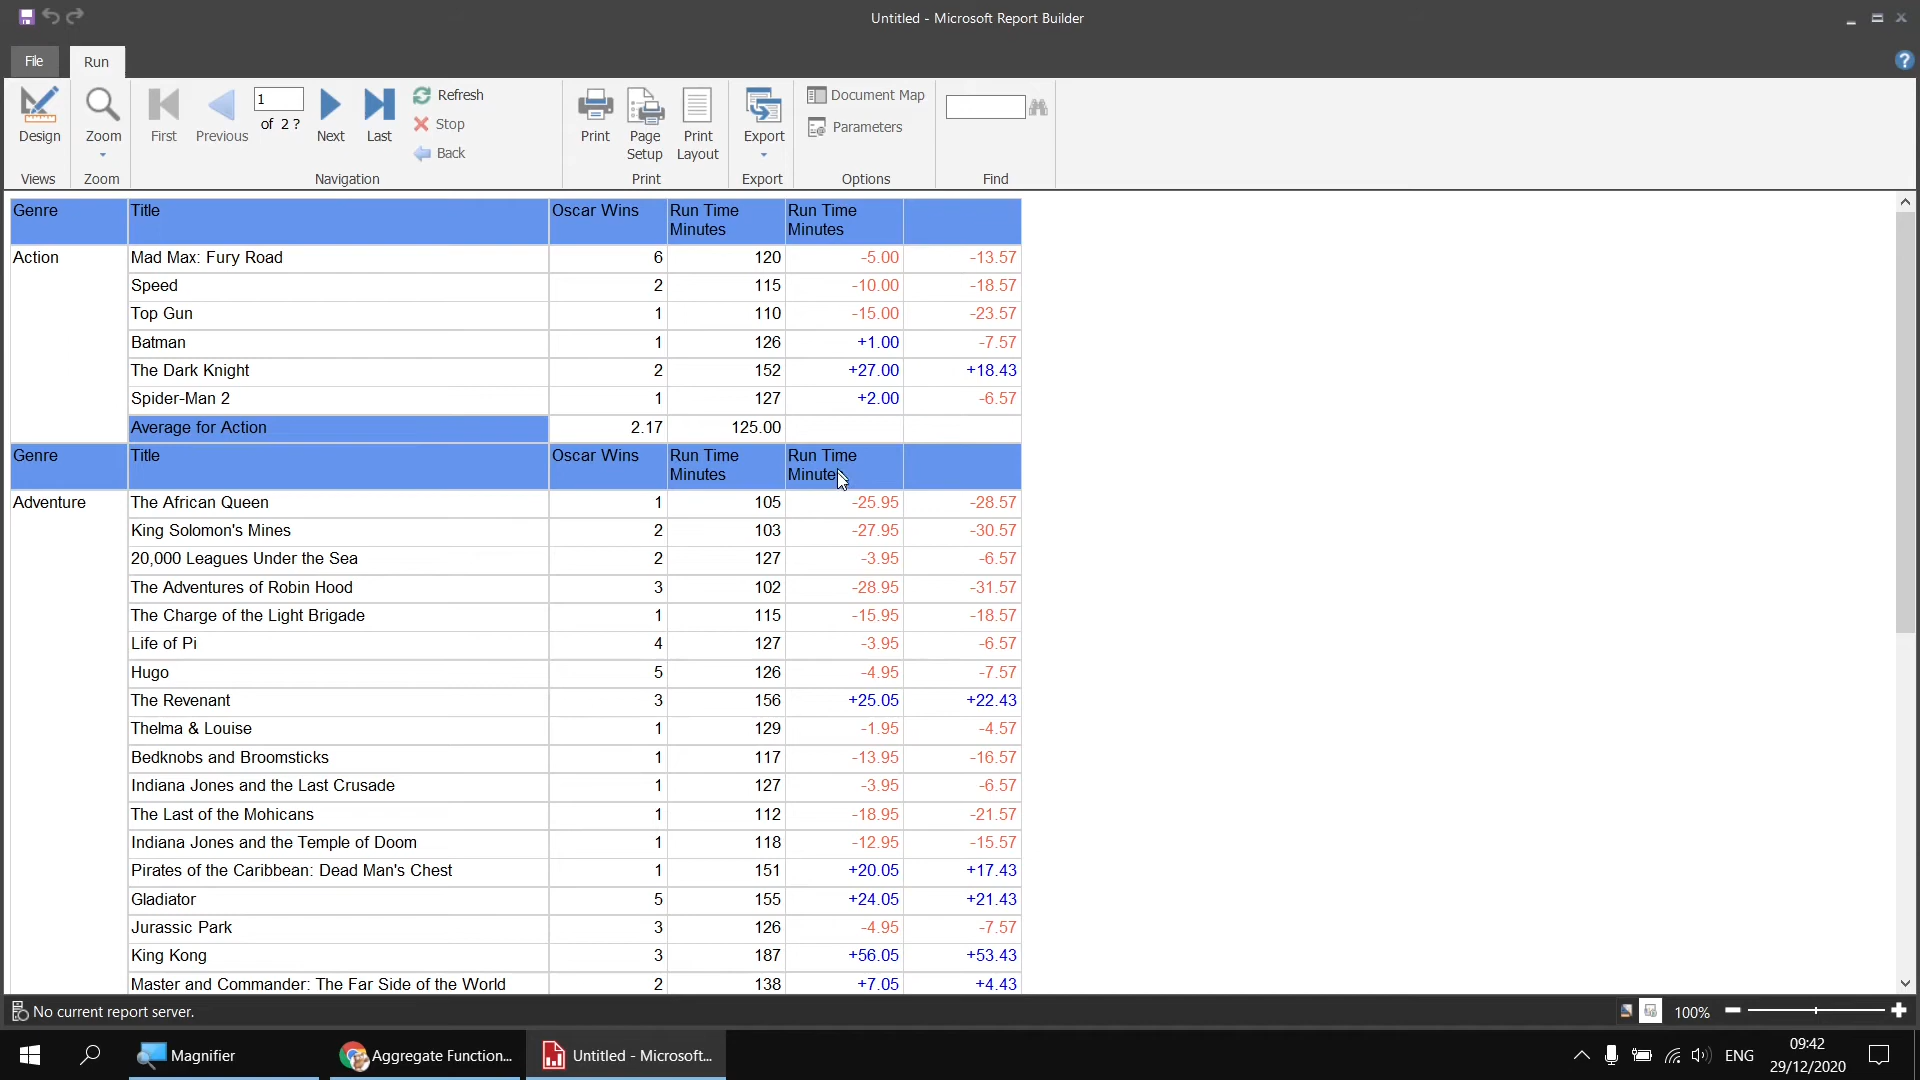 Untitled - Microsoft Report Builder
File
Run
Design
Zoom
First
Previous
1
of 2 ?
Next
Last
Refresh
Stop
Back
Print
Page Setup
Print Layout
Export
Document Map
Parameters
Views
Zoom
Navigation
Print
Export
Options
Find
Genre Title Oscar Wins Run Time Minutes Run Time Minutes
Action Mad Max: Fury Road 6 120 -5.00 -13.57
Speed 2 115 -10.00 -18.57
Top Gun 1 110 -15.00 -23.57
Batman 1 126 +1.00 -7.57
The Dark Knight 2 152 +27.00 +18.43
Spider-Man 2 1 127 +2.00 -6.57
Average for Action 2.17 125.00
Genre Title Oscar Wins Run Time Minutes Run Time Minutes
Adventure The African Queen 1 105 -25.95 -28.57
King Solomon's Mines 2 103 -27.95 -30.57
20,000 Leagues Under the Sea 2 127 -3.95 -6.57
The Adventures of Robin Hood 3 102 -28.95 -31.57
The Charge of the Light Brigade 1 115 -15.95 -18.57
Life of Pi 4 127 -3.95 -6.57
Hugo 5 126 -4.95 -7.57
The Revenant 3 156 +25.05 +22.43
Thelma & Louise 1 129 -1.95 -4.57
Bedknobs and Broomsticks 1 117 -13.95 -16.57
Indiana Jones and the Last Crusade 1 127 -3.95 -6.57
The Last of the Mohicans 1 112 -18.95 -21.57
Indiana Jones and the Temple of Doom 1 118 -12.95 -15.57
Pirates of the Caribbean: Dead Man's Chest 1 151 +20.05 +17.43
Gladiator 5 155 +24.05 +21.43
Jurassic Park 3 126 -4.95 -7.57
King Kong 3 187 +56.05 +53.43
Master and Commander: The Far Side of the World 2 138 +7.05 +4.43
No current report server.
100%
Magnifier
Aggregate Function...
Untitled - Microsoft...
ENG
09:42
29/12/2020